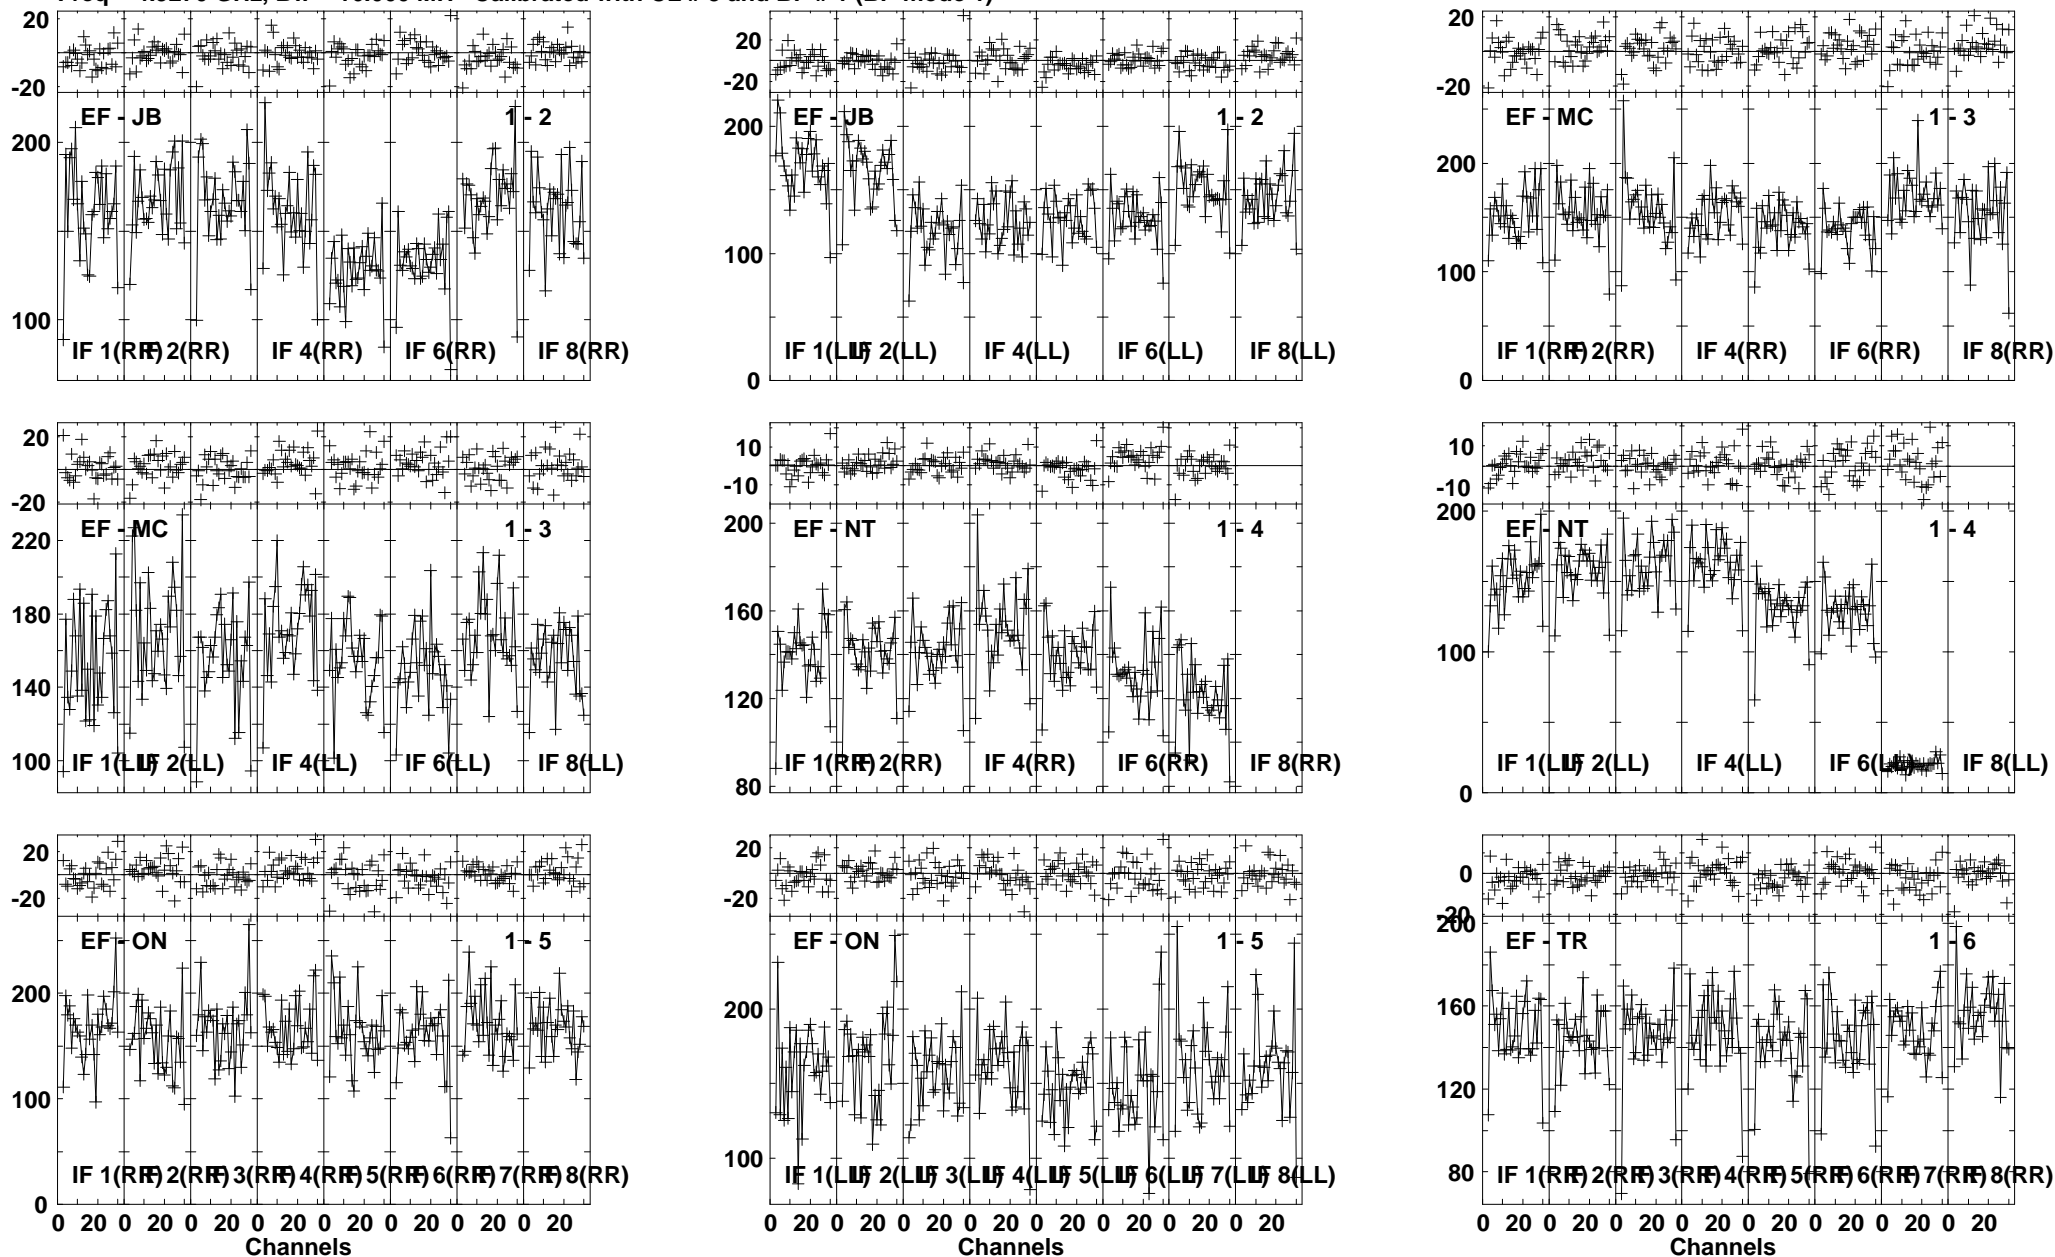 20
-20
200
100
EF - JB
1 - 2
IF 1(RR)
IF 2(RR)
IF 4(RR)
IF 6(RR)
IF 8(RR)
20
-20
200
100
0
EF - JB
1 - 2
IF 1(LL)
IF 2(LL)
IF 4(LL)
IF 6(LL)
IF 8(LL)
20
-20
200
100
0
EF - MC
1 - 3
IF 1(RR)
IF 2(RR)
IF 4(RR)
IF 6(RR)
IF 8(RR)
20
-20
220
180
140
100
EF - MC
1 - 3
IF 1(LL)
IF 2(LL)
IF 4(LL)
IF 6(LL)
IF 8(LL)
10
-10
200
160
120
80
EF - NT
1 - 4
IF 1(RR)
IF 2(RR)
IF 4(RR)
IF 6(RR)
IF 8(RR)
10
-10
200
100
0
EF - NT
1 - 4
IF 1(LL)
IF 2(LL)
IF 4(LL)
IF 6(LL)
IF 8(LL)
20
-20
200
100
0
EF - ON
1 - 5
IF 1(RR)
IF 2(RR)
IF 3(RR)
IF 4(RR)
IF 5(RR)
IF 6(RR)
IF 7(RR)
IF 8(RR)
0 20 0 20 0 20 0 20 0 20 0 20 0 20 0 20
Channels
20
-20
200
100
EF - ON
1 - 5
IF 1(LL)
IF 2(LL)
IF 3(LL)
IF 4(LL)
IF 5(LL)
IF 6(LL)
IF 7(LL)
IF 8(LL)
0 20 0 20 0 20 0 20 0 20 0 20 0 20 0 20
Channels
0
-20
200
160
120
80
EF - TR
1 - 6
IF 1(RR)
IF 2(RR)
IF 3(RR)
IF 4(RR)
IF 5(RR)
IF 6(RR)
IF 7(RR)
IF 8(RR)
0 20 0 20 0 20 0 20 0 20 0 20 0 20 0 20
Channels